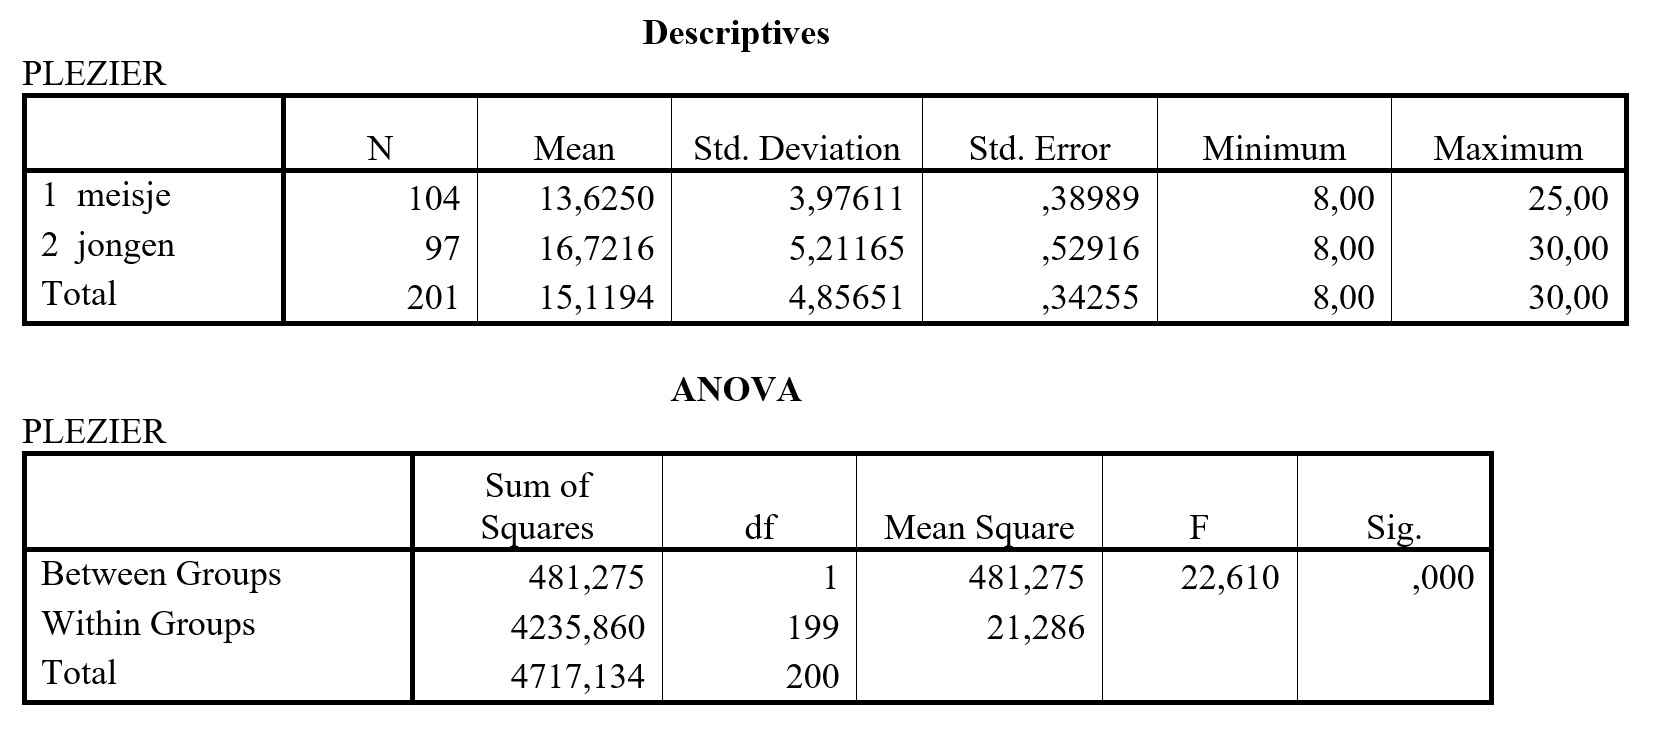 Descriptives
PLEZIER
N Mean Std. Deviation Std. Error Minimum Maximum
1 meisje 104 13,6250 3,97611 ,38989 8,00 25,00
2 jongen 97 16,7216 5,21165 ,52916 8,00 30,00
Total 201 15,1194 4,85651 ,34255 8,00 30,00
ANOVA
PLEZIER
Sum of
Squares df Mean Square F Sig.
Between Groups 481,275 1 481,275 22,610 ,000
Within Groups 4235,860 199 21,286
Total 4717,134 200